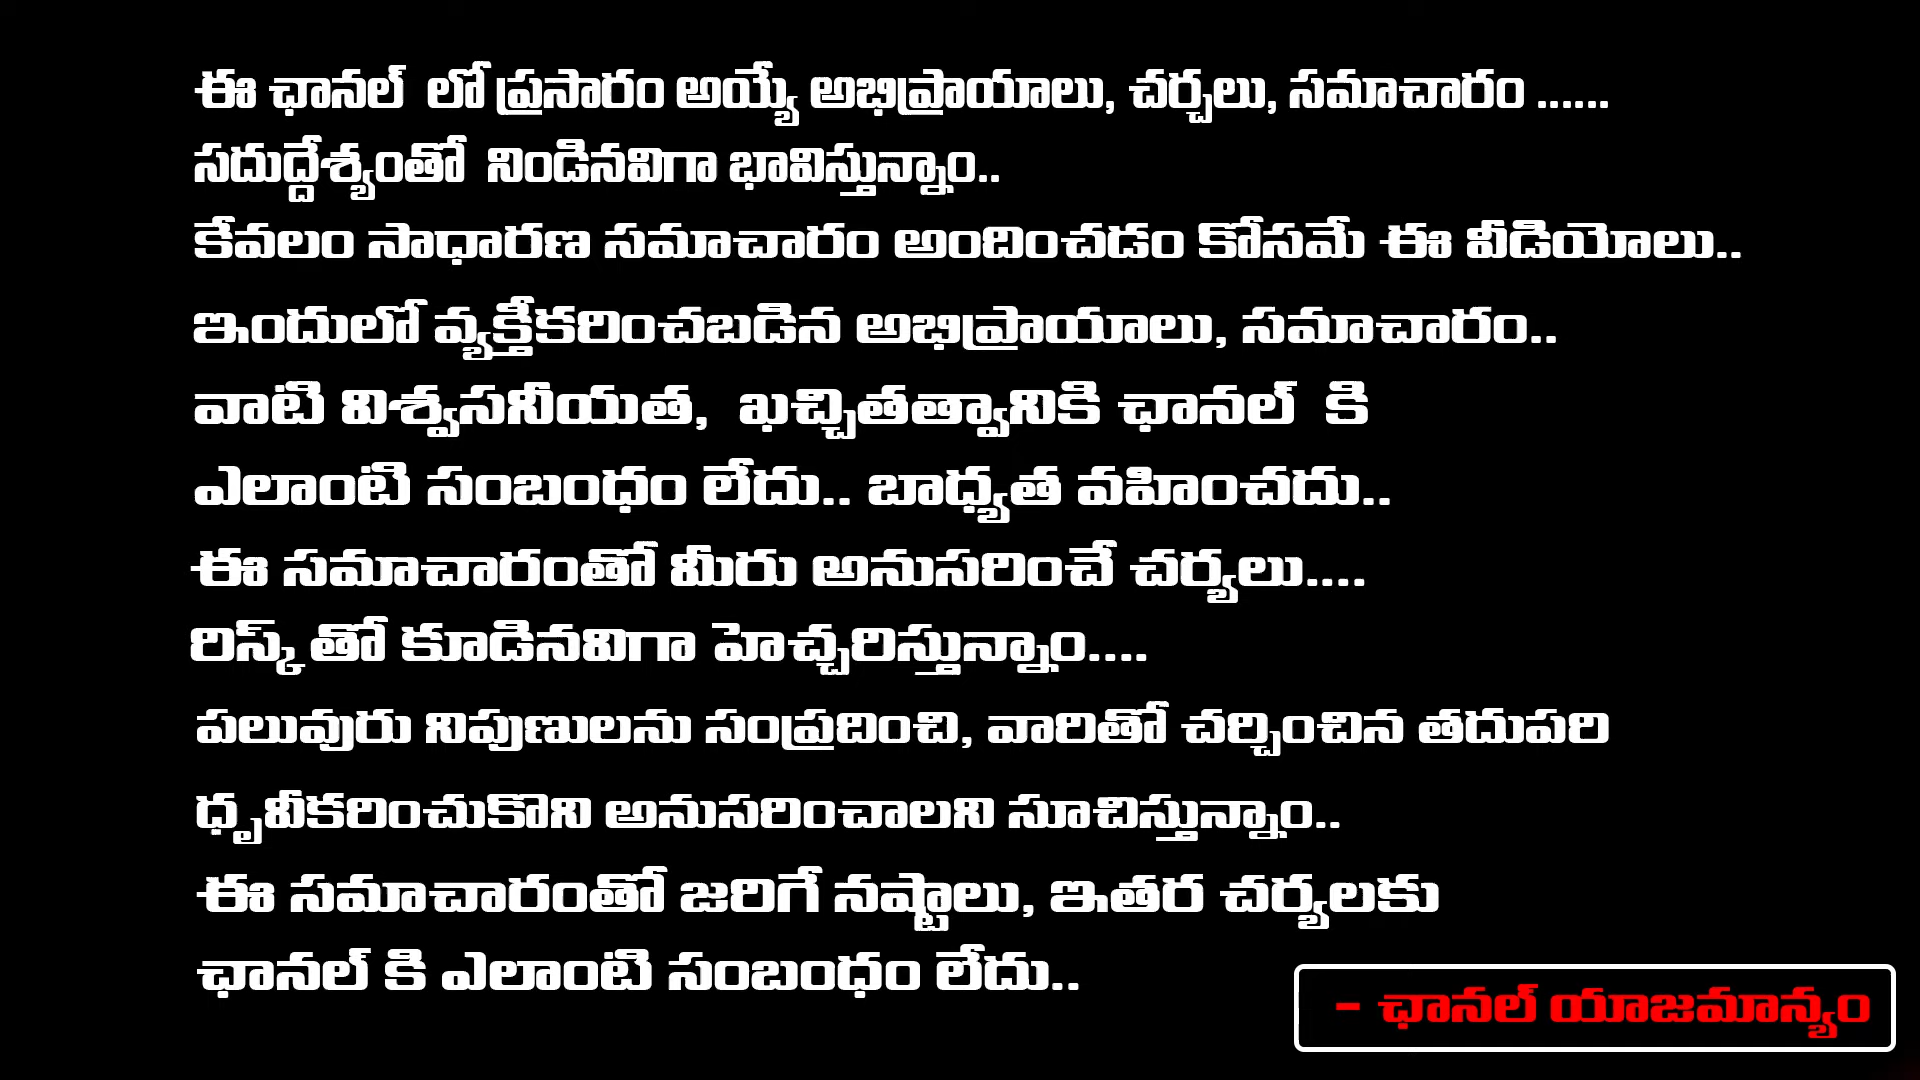 ఈ ఛానల్ లో ప్రసారం అయ్యే అభిప్రాయాలు, చర్చలు, సమాచారం ......
సదుద్దేశ్యంతో నిండినవిగా భావిస్తున్నాం..
కేవలం సాధారణ సమాచారం అందించడం కోసమే ఈ వీడియోలు..
ఇందులో వ్యక్తీకరించబడిన అభిప్రాయాలు, సమాచారం..
వాటి విశ్వసనీయత, ఖచ్చితత్వానికి ఛానల్ కి
ఎలాంటి సంబంధం లేదు.. బాధ్యత వహించదు..
ఈ సమాచారంతో మీరు అనుసరించే చర్యలు....
రిస్క్ తో కూడినవిగా హెచ్చరిస్తున్నాం....
పలువురు నిపుణులను సంప్రదించి, వారితో చర్చించిన తదుపరి
ధృవీకరించుకొని అనుసరించాలని సూచిస్తున్నాం..
ఈ సమాచారంతో జరిగే నష్టాలు, ఇతర చర్యలకు
ఛానల్ కి ఎలాంటి సంబంధం లేదు..
- ఛానల్ యాజమాన్యం